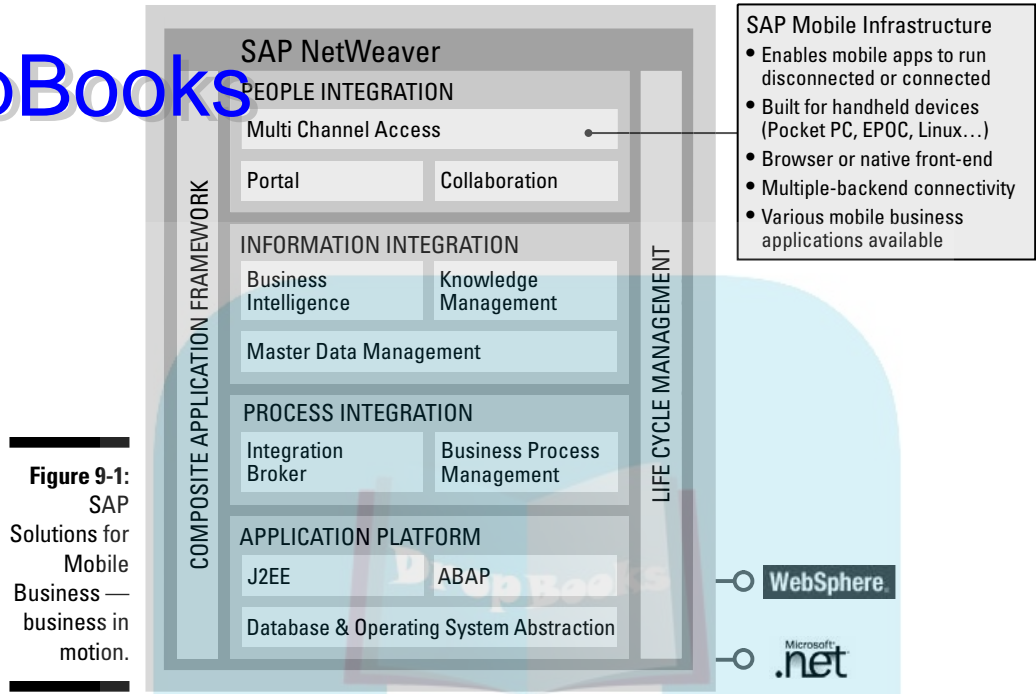 oBooks
SAP NetWeaver
PEOPLE INTEGRATION
Multi Channel Access
Portal
Collaboration
INFORMATION INTEGRATION
Business
Intelligence
Knowledge
Management
Master Data Management
PROCESS INTEGRATION
Integration
Broker
Business Process
Management
APPLICATION PLATFORM
J2EE
ABAP
Database & Operating System Abstraction
COMPOSITE APPLICATION FRAMEWORK
LIFE CYCLE MANAGEMENT
SAP Mobile Infrastructure
• Enables mobile apps to run
disconnected or connected
• Built for handheld devices
(Pocket PC, EPOC, Linux…)
• Browser or native front-end
• Multiple-backend connectivity
• Various mobile business
applications available
WebSphere.
Microsoft
.net
DropBooks
Figure 9-1:
SAP
Solutions for
Mobile
Business —
business in
motion.